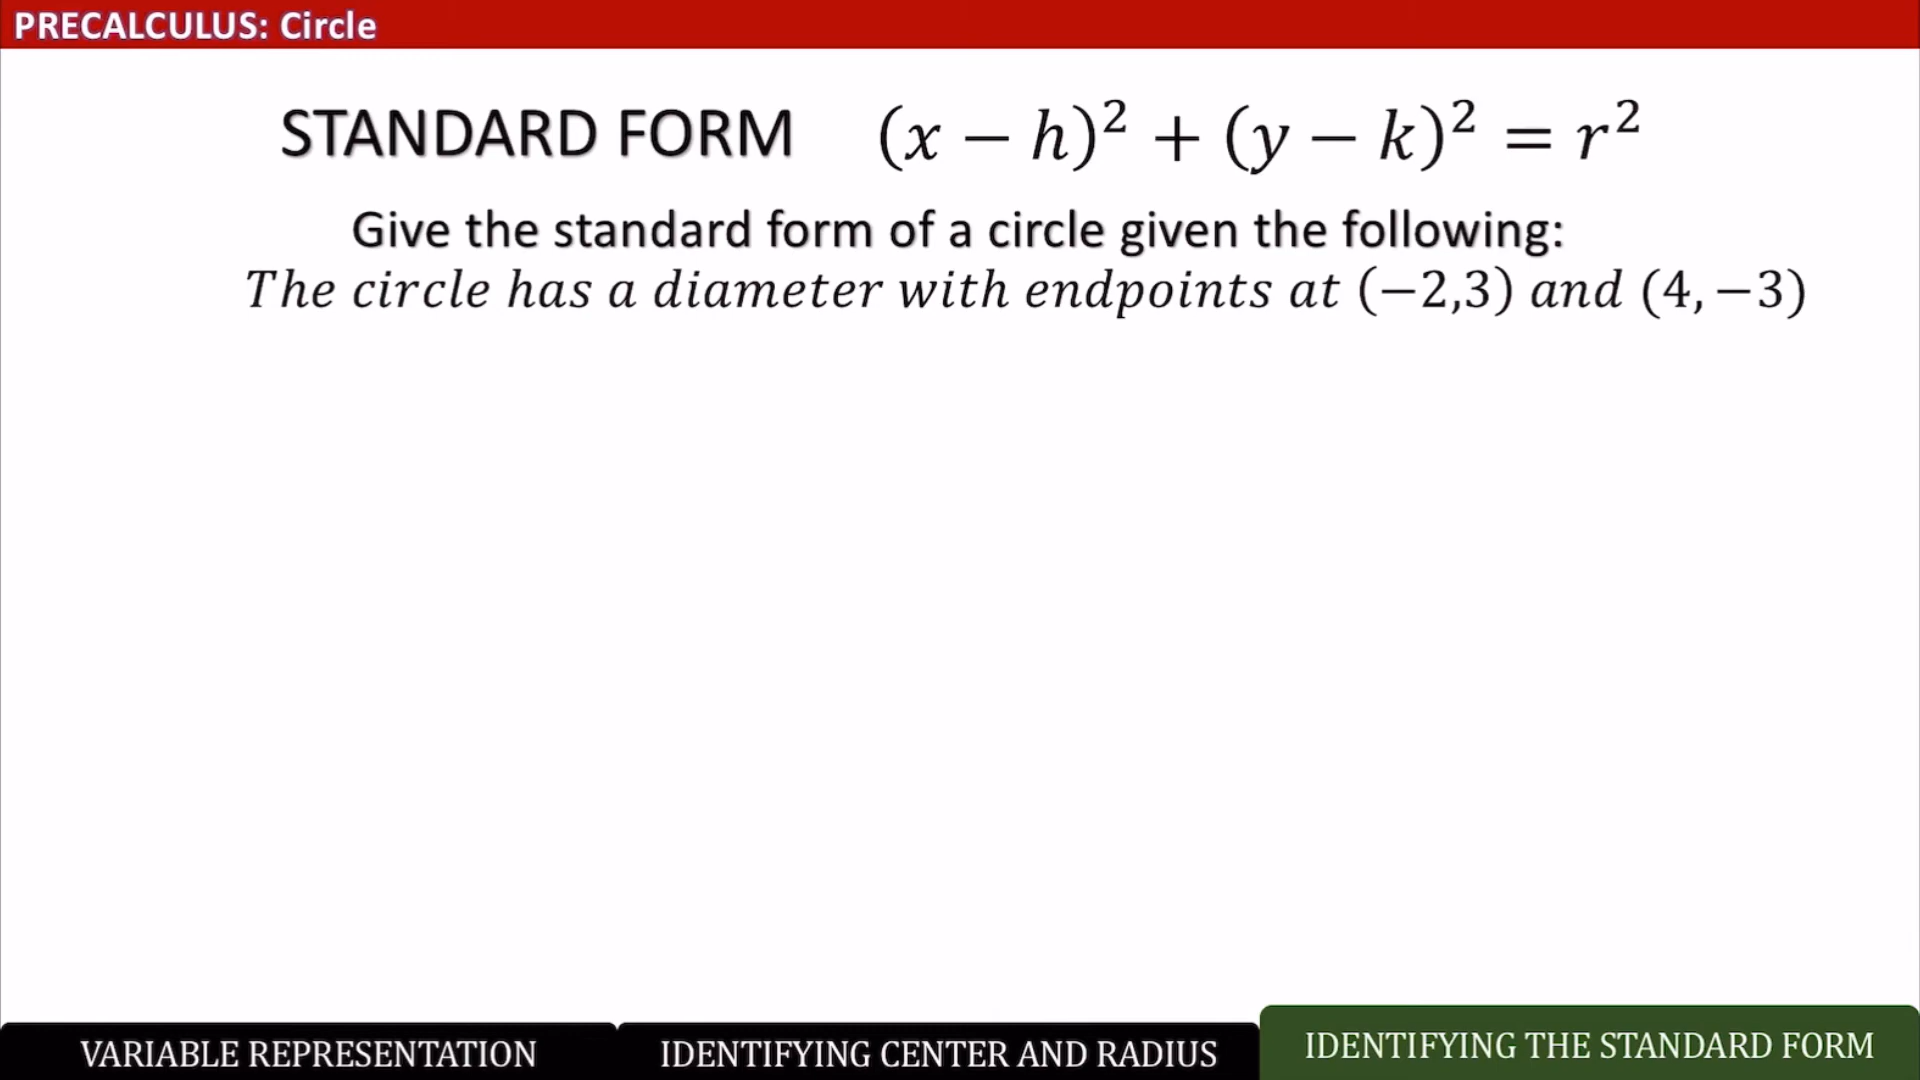 PRECALCULUS: Circle
STANDARD FORM (x − h)² + (y − k)² = r²
Give the standard form of a circle given the following:
The circle has a diameter with endpoints at (−2,3) and (4, −3)
VARIABLE REPRESENTATION
IDENTIFYING CENTER AND RADIUS
IDENTIFYING THE STANDARD FORM